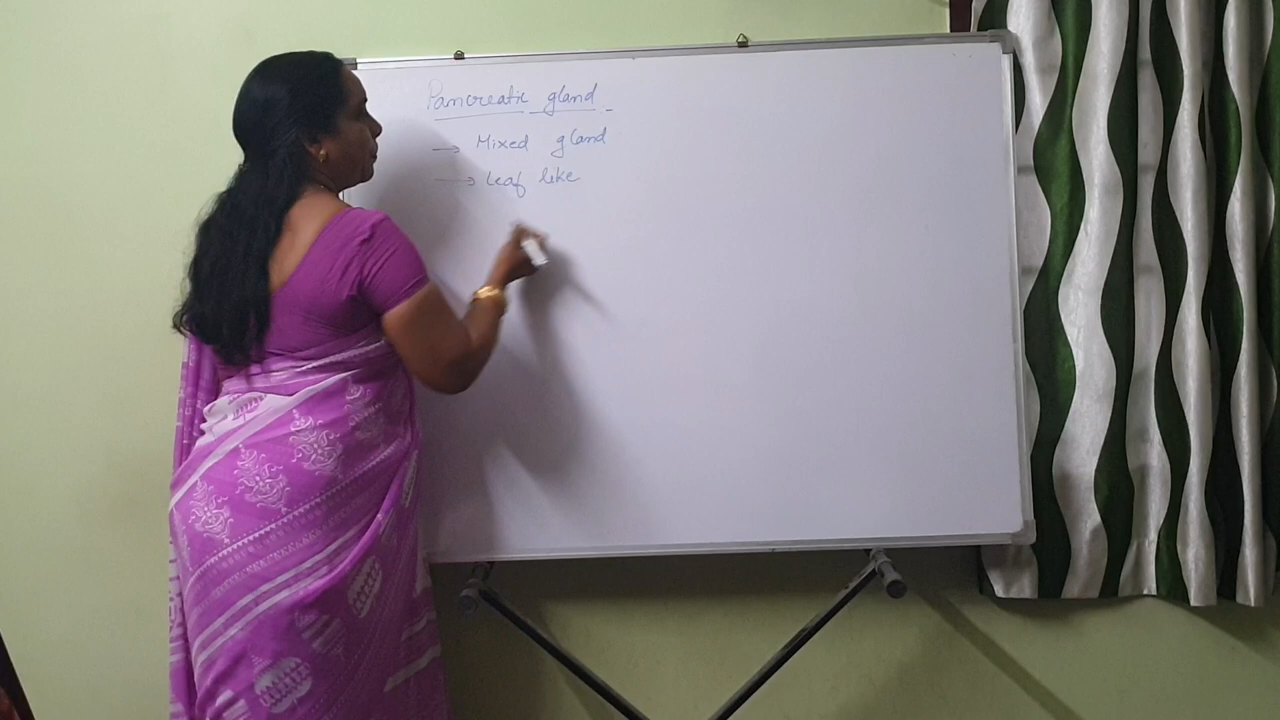 Pancreatic gland
→ Mixed gland
→ Leaf like